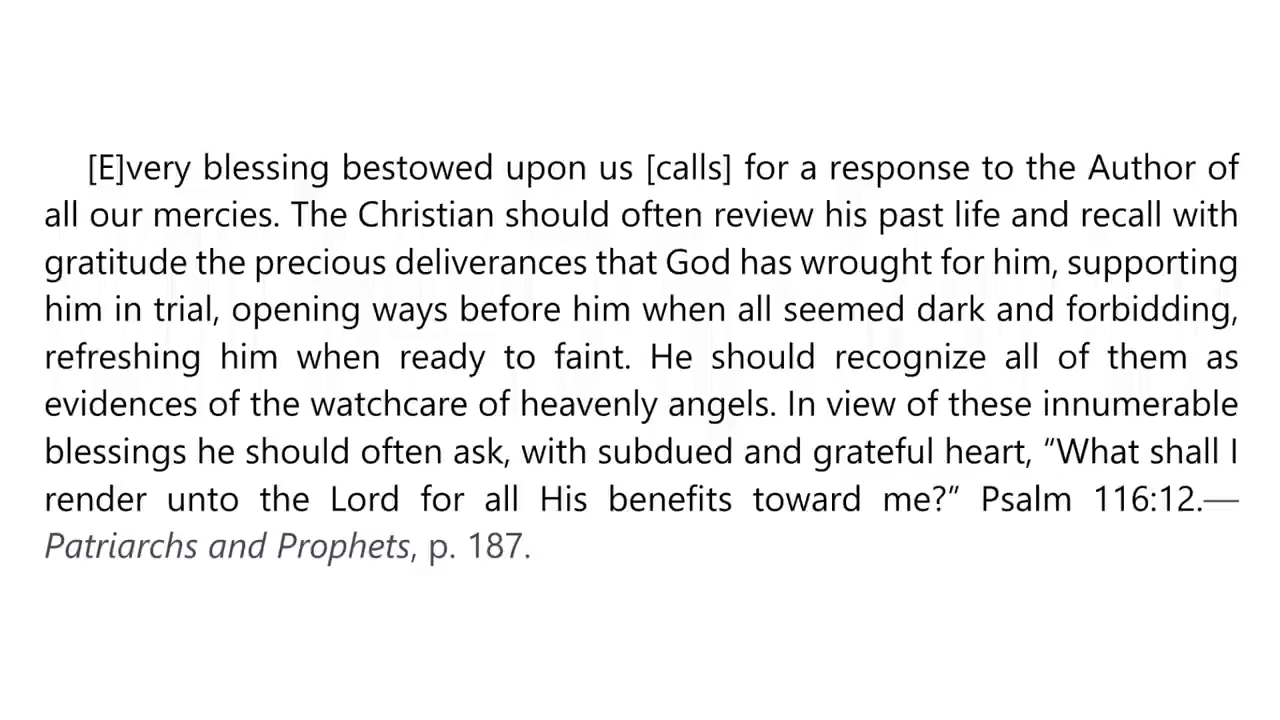 [E]very blessing bestowed upon us [calls] for a response to the Author of
all our mercies. The Christian should often review his past life and recall with
gratitude the precious deliverances that God has wrought for him, supporting
him in trial, opening ways before him when all seemed dark and forbidding,
refreshing him when ready to faint. He should recognize all of them as
evidences of the watchcare of heavenly angels. In view of these innumerable
blessings he should often ask, with subdued and grateful heart, “What shall I
render unto the Lord for all His benefits toward me?” Psalm 116:12.—
Patriarchs and Prophets, p. 187.